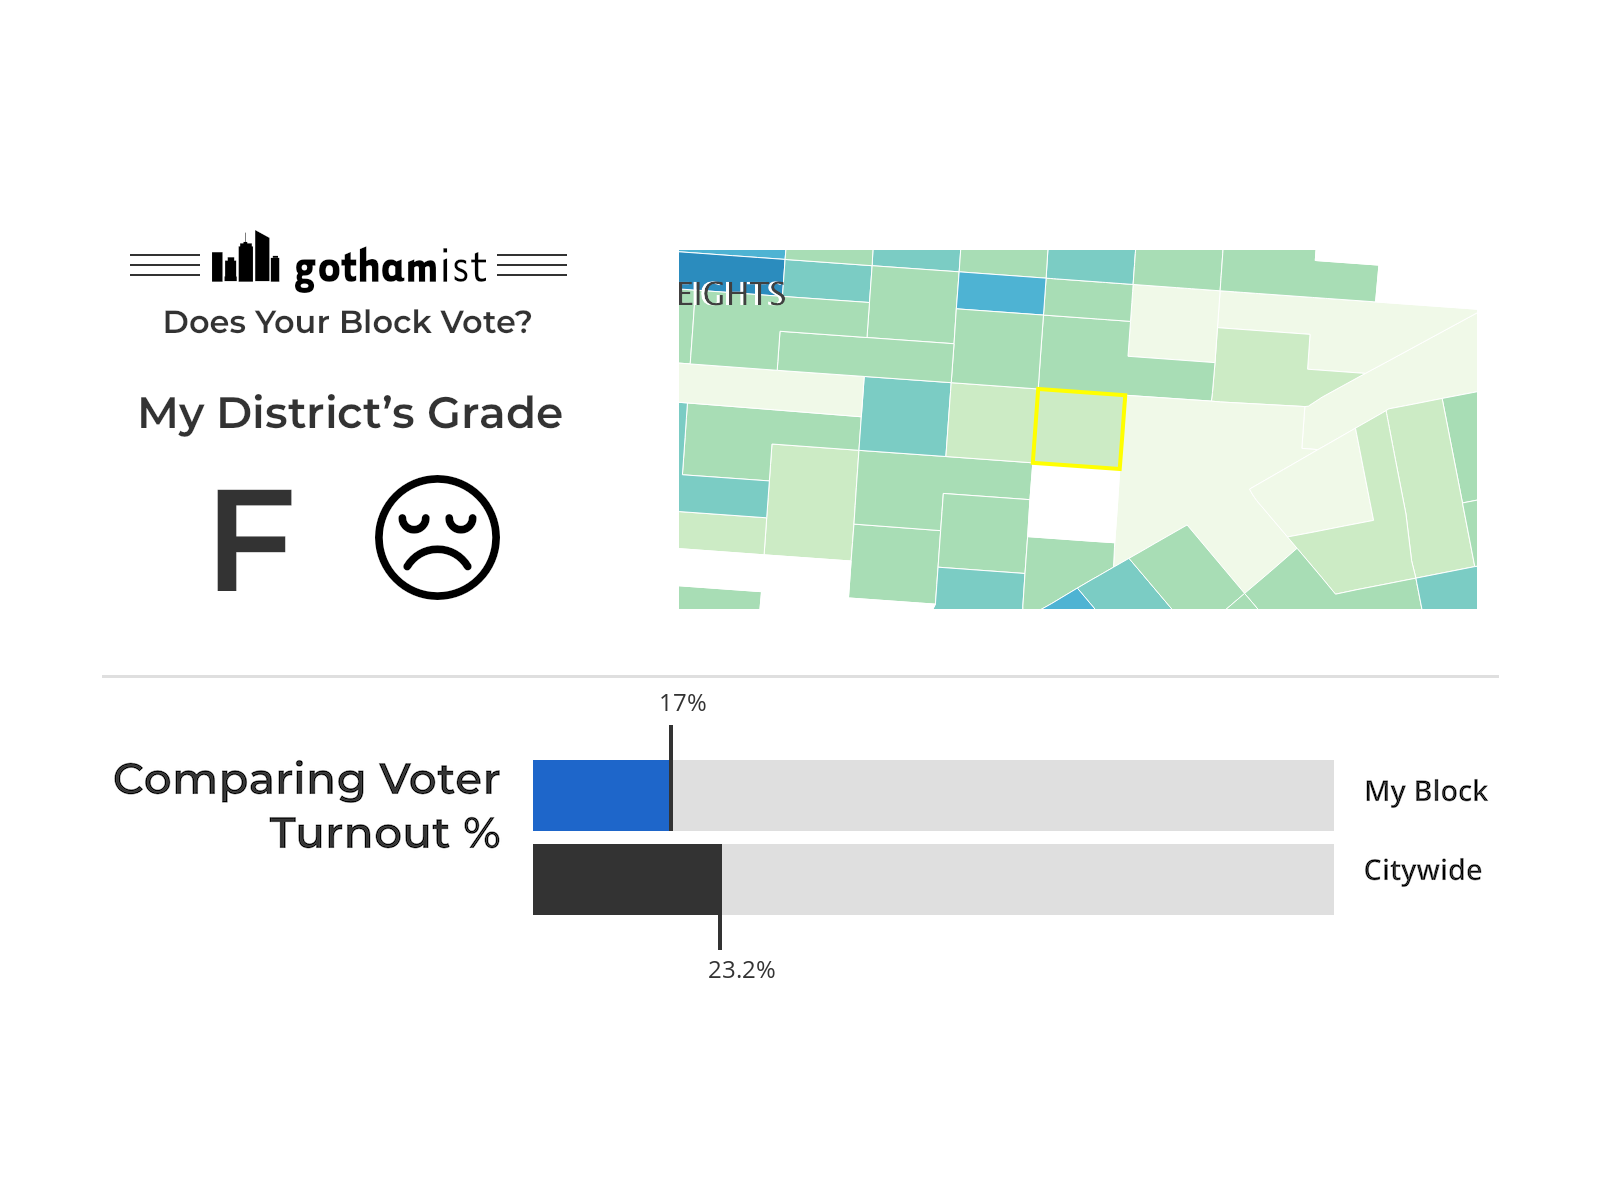 gothamist
Does Your Block Vote?
My District’s Grade
F
EIGHTS
17%
Comparing Voter
Turnout %
My Block
Citywide
23.2%